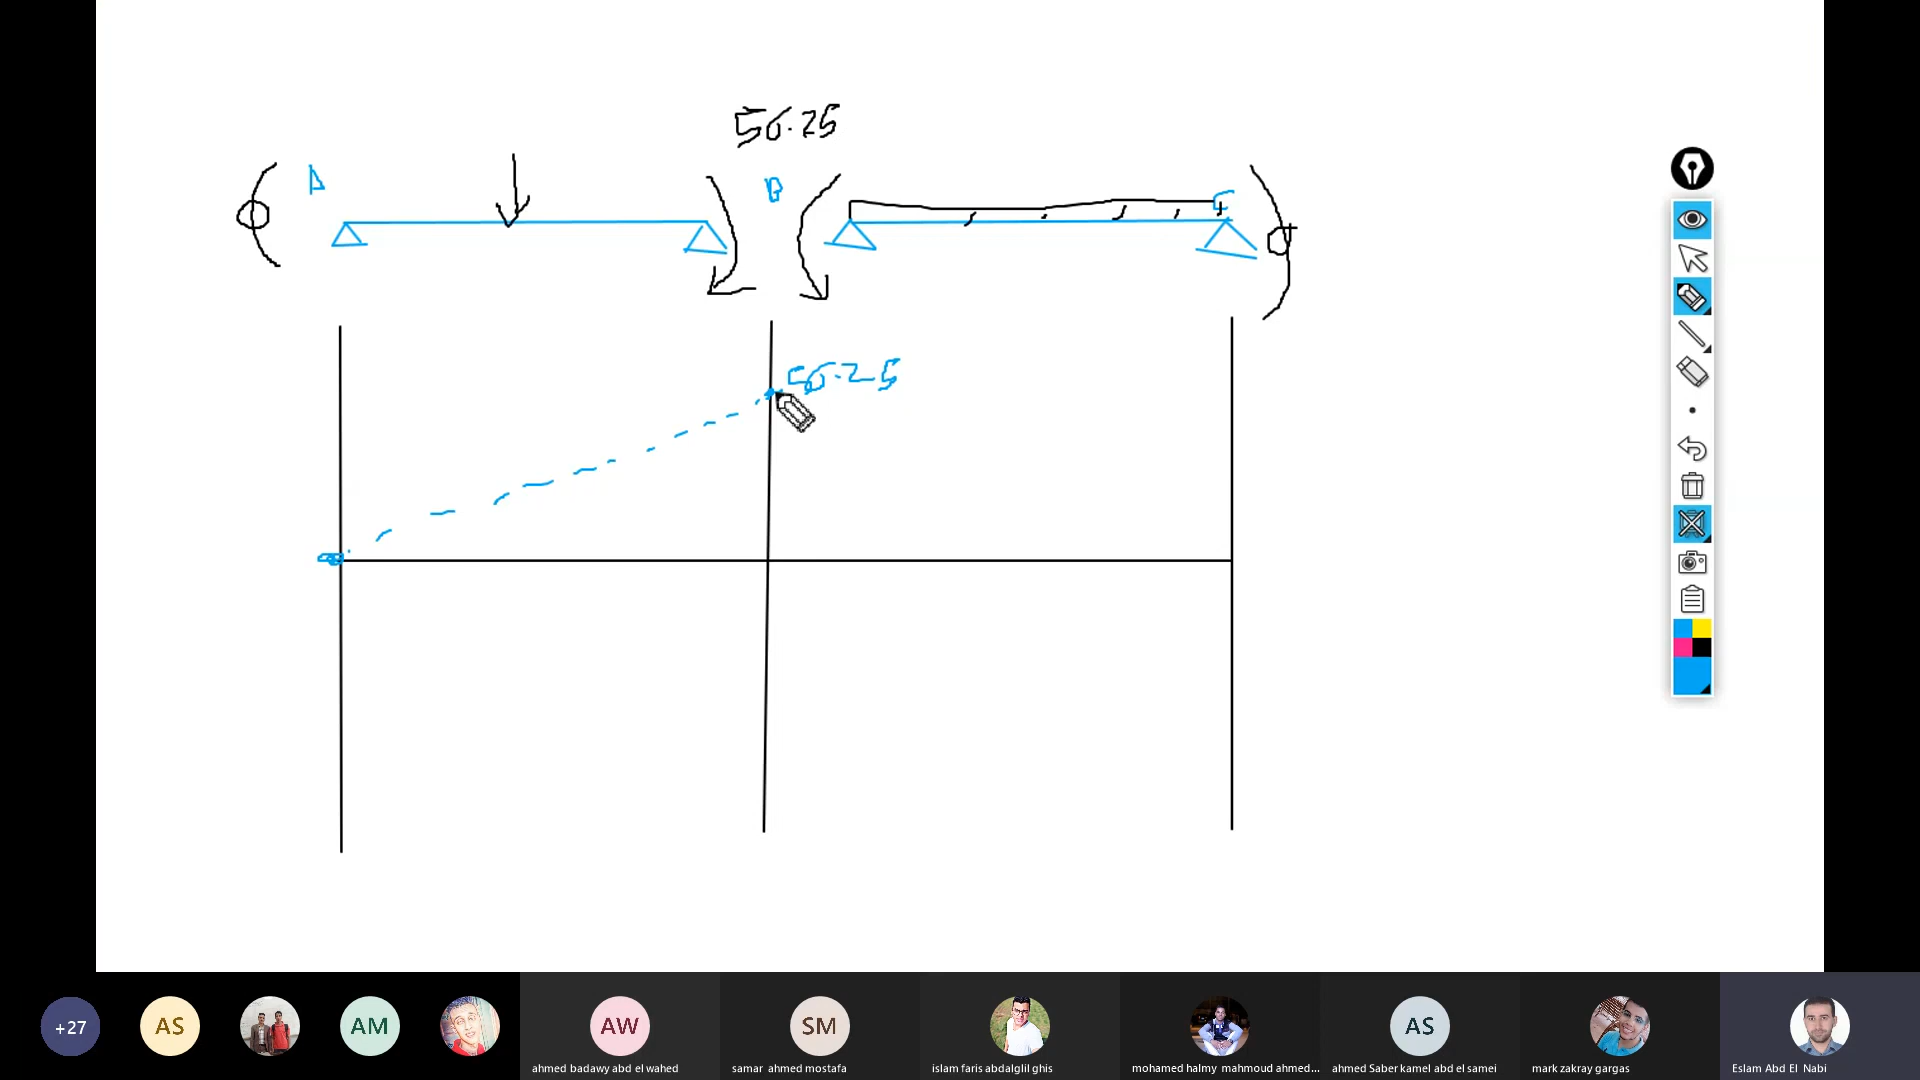 56.25
A
B
C
0
0
56.25
+27
AS
AM
AW
SM
AS
ahmed badawy abd el wahed
samar ahmed mostafa
islam faris abdalglil ghis
mohamed halmy mahmoud ahmed...
ahmed Saber kamel abd el samei
mark zakray gargas
Eslam Abd El Nabi